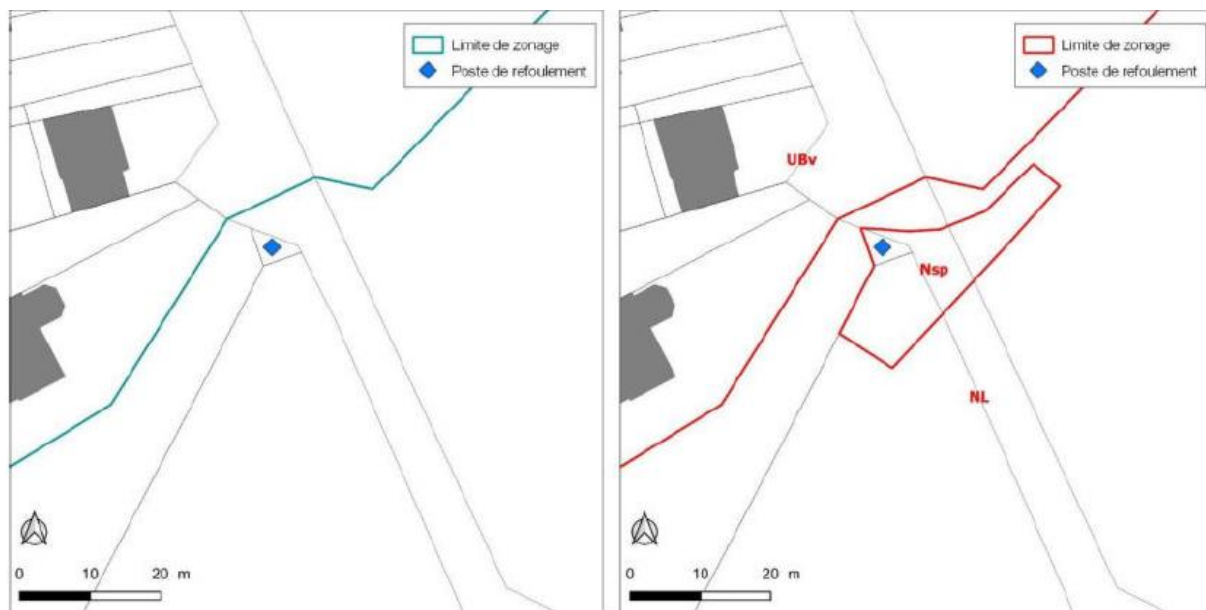 Limite de zonage
Poste de refoulement
0 10 20 m
Limite de zonage
Poste de refoulement
UBv
Nsp
NL
0 10 20 m